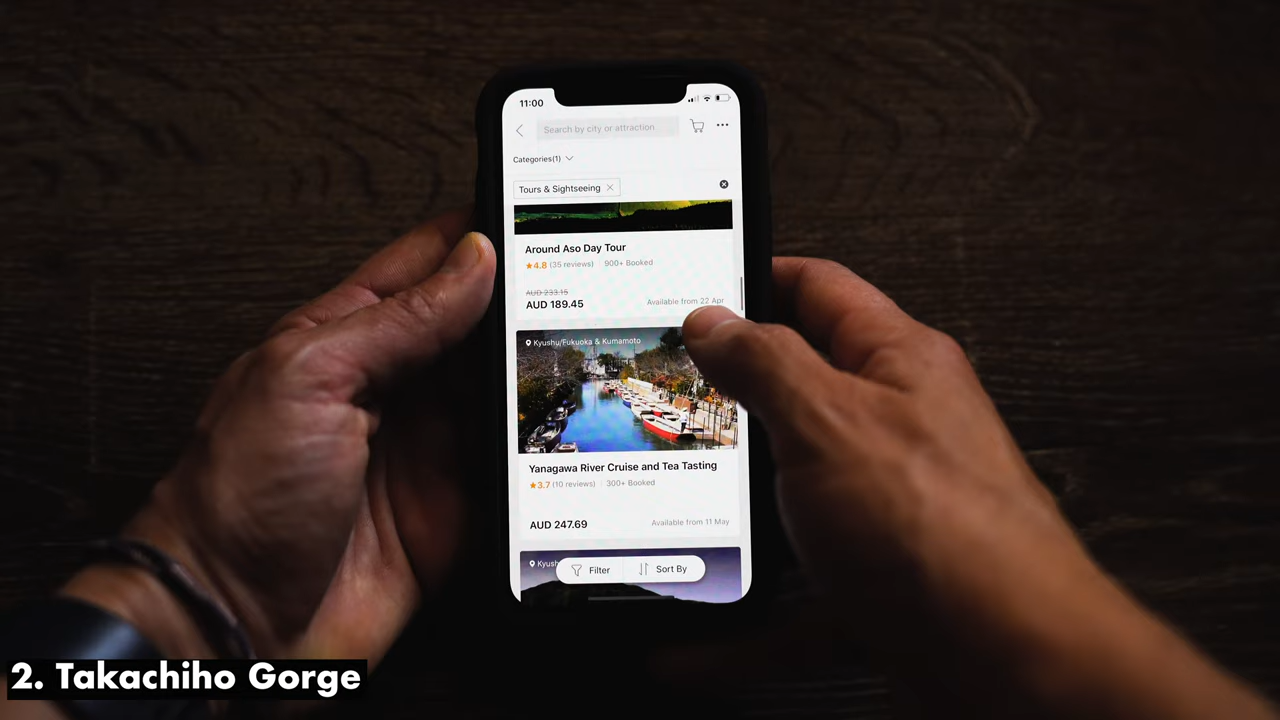 11:00
Search by city or attraction
Categories(1)
Tours & Sightseeing
Around Aso Day Tour
4.8 (35 reviews) 900+ Booked
AUD 233.15
AUD 189.45 Available from 22 Apr
Kyushu/Fukuoka & Kumamoto
Yanagawa River Cruise and Tea Tasting
3.7 (10 reviews) 300+ Booked
AUD 247.69 Available from 11 May
Kyush
Filter Sort By
2. Takachiho Gorge